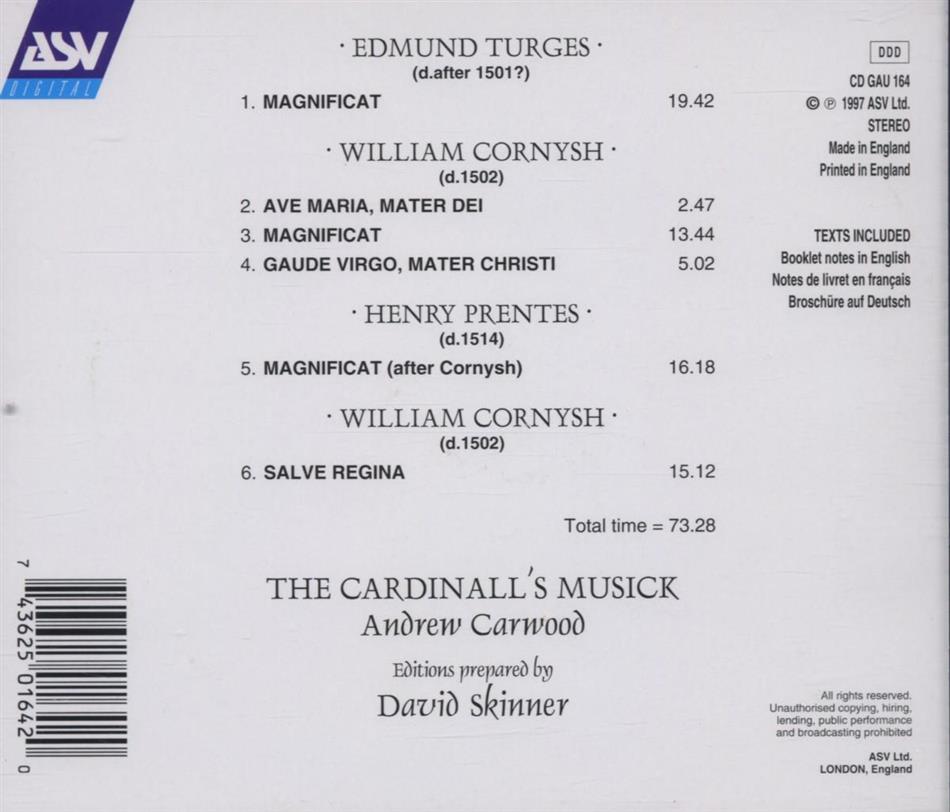 ASV
DIGITAL
· EDMUND TURGES ·
(d.after 1501?)
1. MAGNIFICAT 19.42
· WILLIAM CORNYSH ·
(d.1502)
2. AVE MARIA, MATER DEI 2.47
3. MAGNIFICAT 13.44
4. GAUDE VIRGO, MATER CHRISTI 5.02
· HENRY PRENTES ·
(d.1514)
5. MAGNIFICAT (after Cornysh) 16.18
· WILLIAM CORNYSH ·
(d.1502)
6. SALVE REGINA 15.12
Total time = 73.28
THE CARDINALL'S MUSICK
Andrew Carwood
Editions prepared by
David Skinner
DDD
CD GAU 164
© ℗ 1997 ASV Ltd.
STEREO
Made in England
Printed in England
TEXTS INCLUDED
Booklet notes in English
Notes de livret en français
Broschüre auf Deutsch
7 43625 01642 0
All rights reserved.
Unauthorised copying, hiring,
lending, public performance
and broadcasting prohibited
ASV Ltd.
LONDON, England